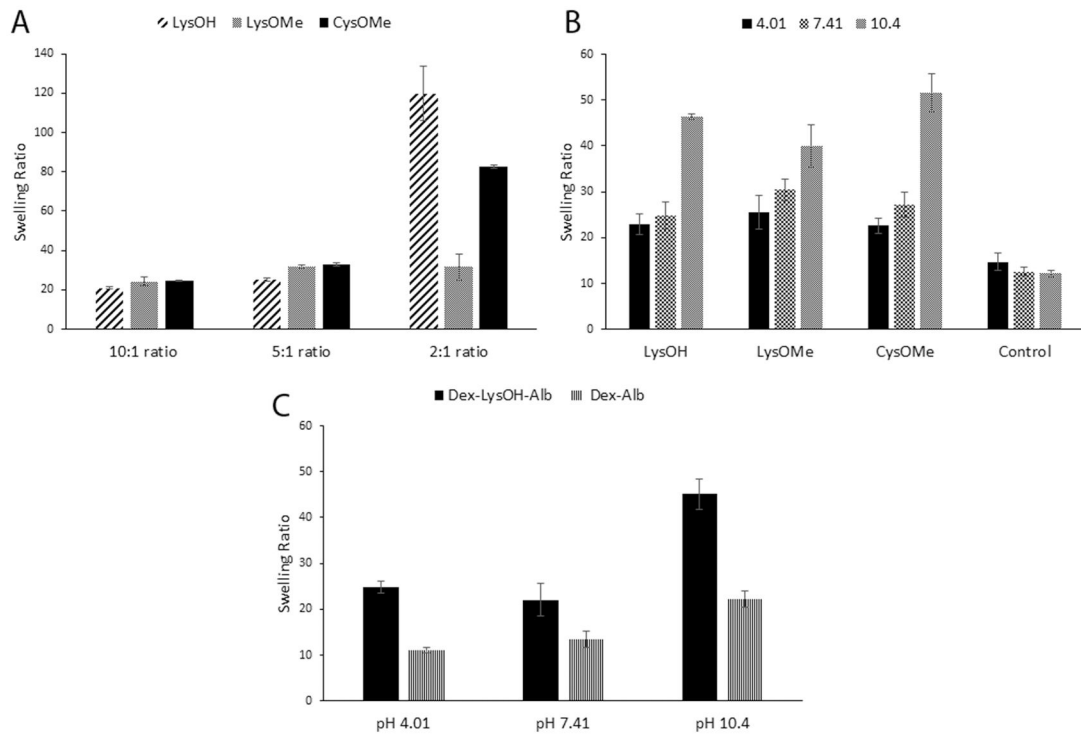 A
LysOH LysOMe CysOMe
Swelling Ratio
140
120
100
80
60
40
20
0
10:1 ratio 5:1 ratio 2:1 ratio
B
4.01 7.41 10.4
Swelling Ratio
60
50
40
30
20
10
0
LysOH LysOMe CysOMe Control
C
Dex-LysOH-Alb Dex-Alb
Swelling Ratio
60
50
40
30
20
10
0
pH 4.01 pH 7.41 pH 10.4